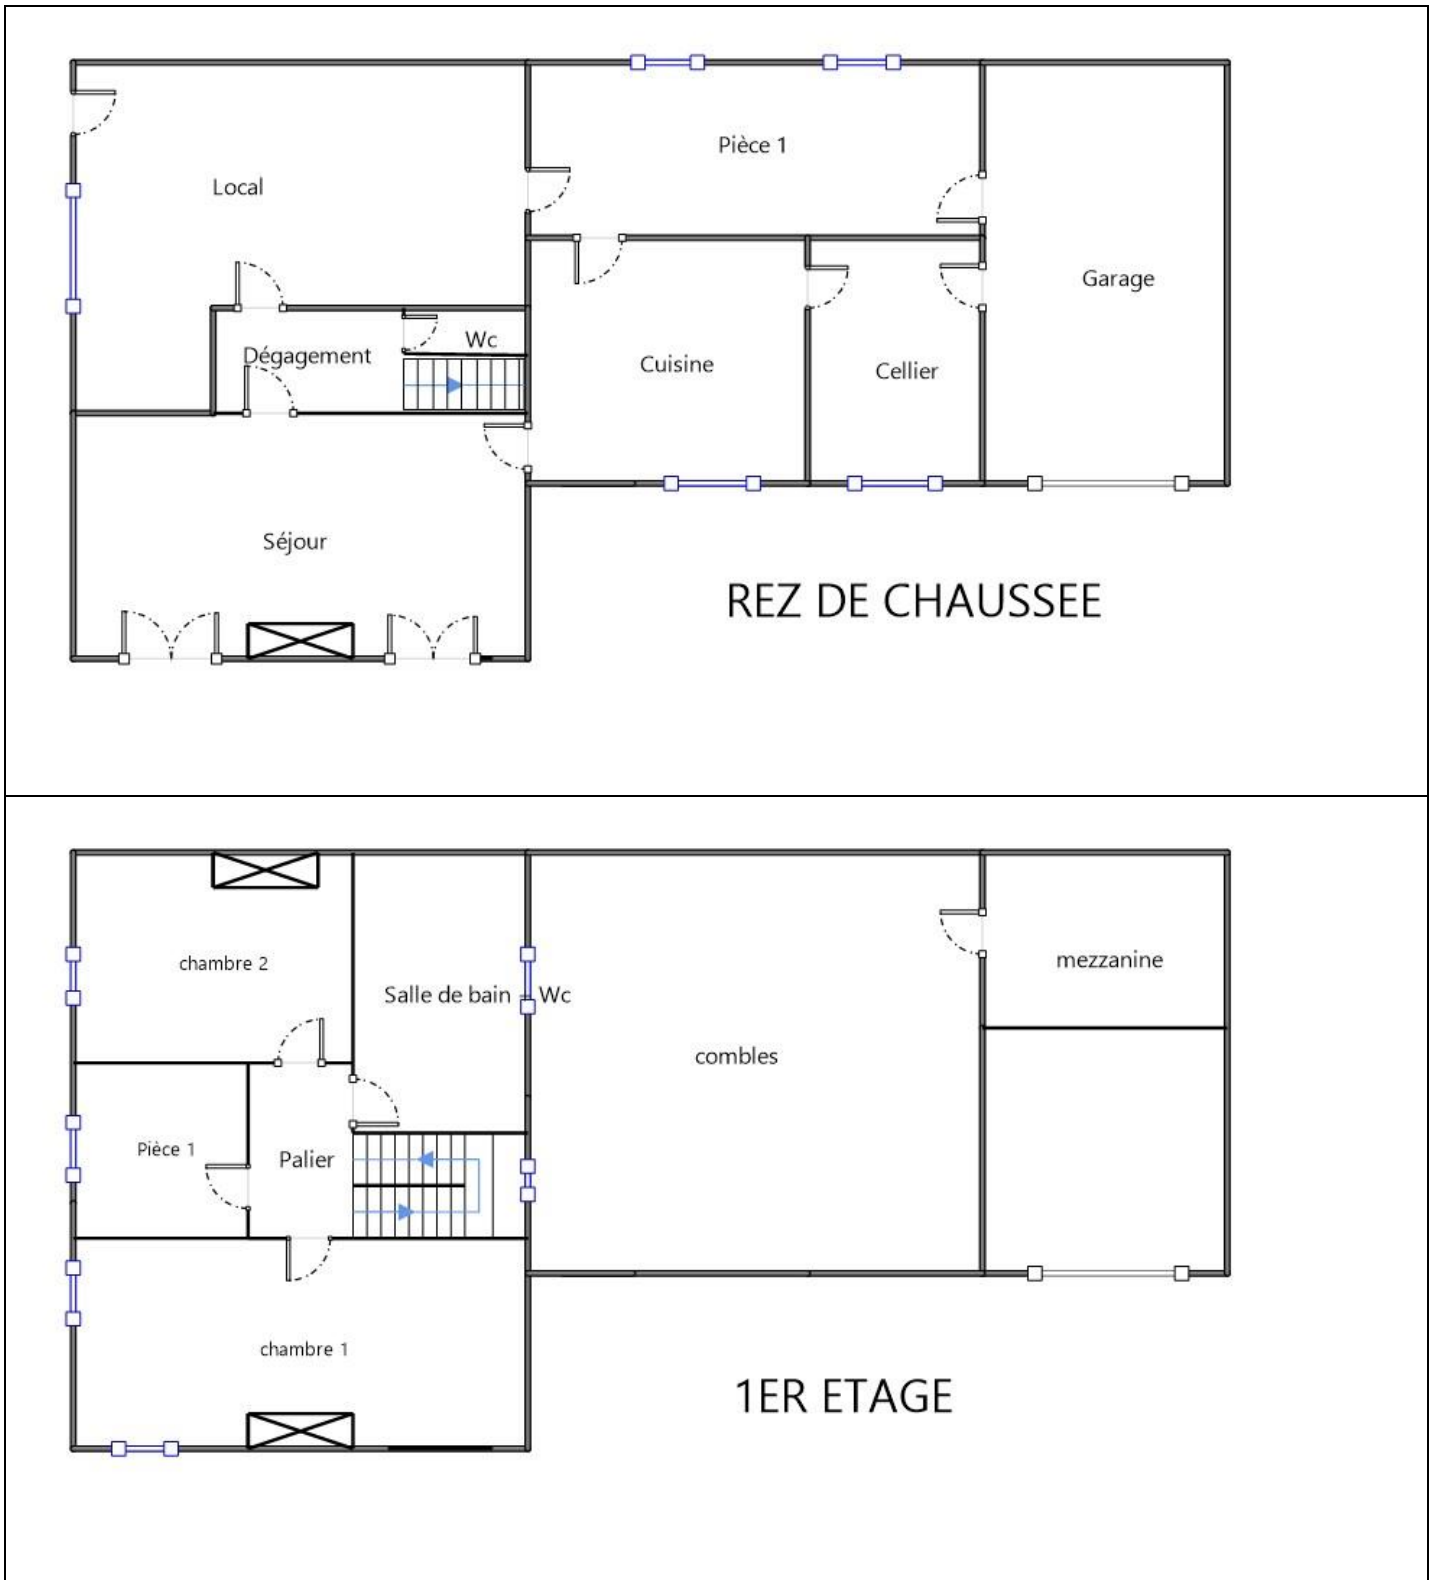 Pièce 1
Local
Garage
Wc
Dégagement
Cuisine
Cellier
Séjour
REZ DE CHAUSSEE
chambre 2
mezzanine
Salle de bain - Wc
combles
Pièce 1
Palier
chambre 1
1ER ETAGE